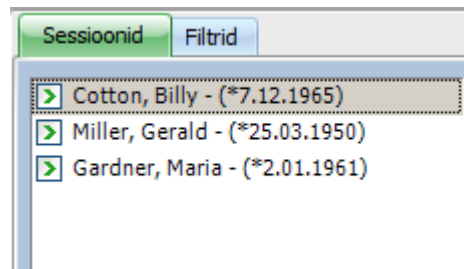 Sessioonid Filtrid
Cotton, Billy - (*7.12.1965)
Miller, Gerald - (*25.03.1950)
Gardner, Maria - (*2.01.1961)